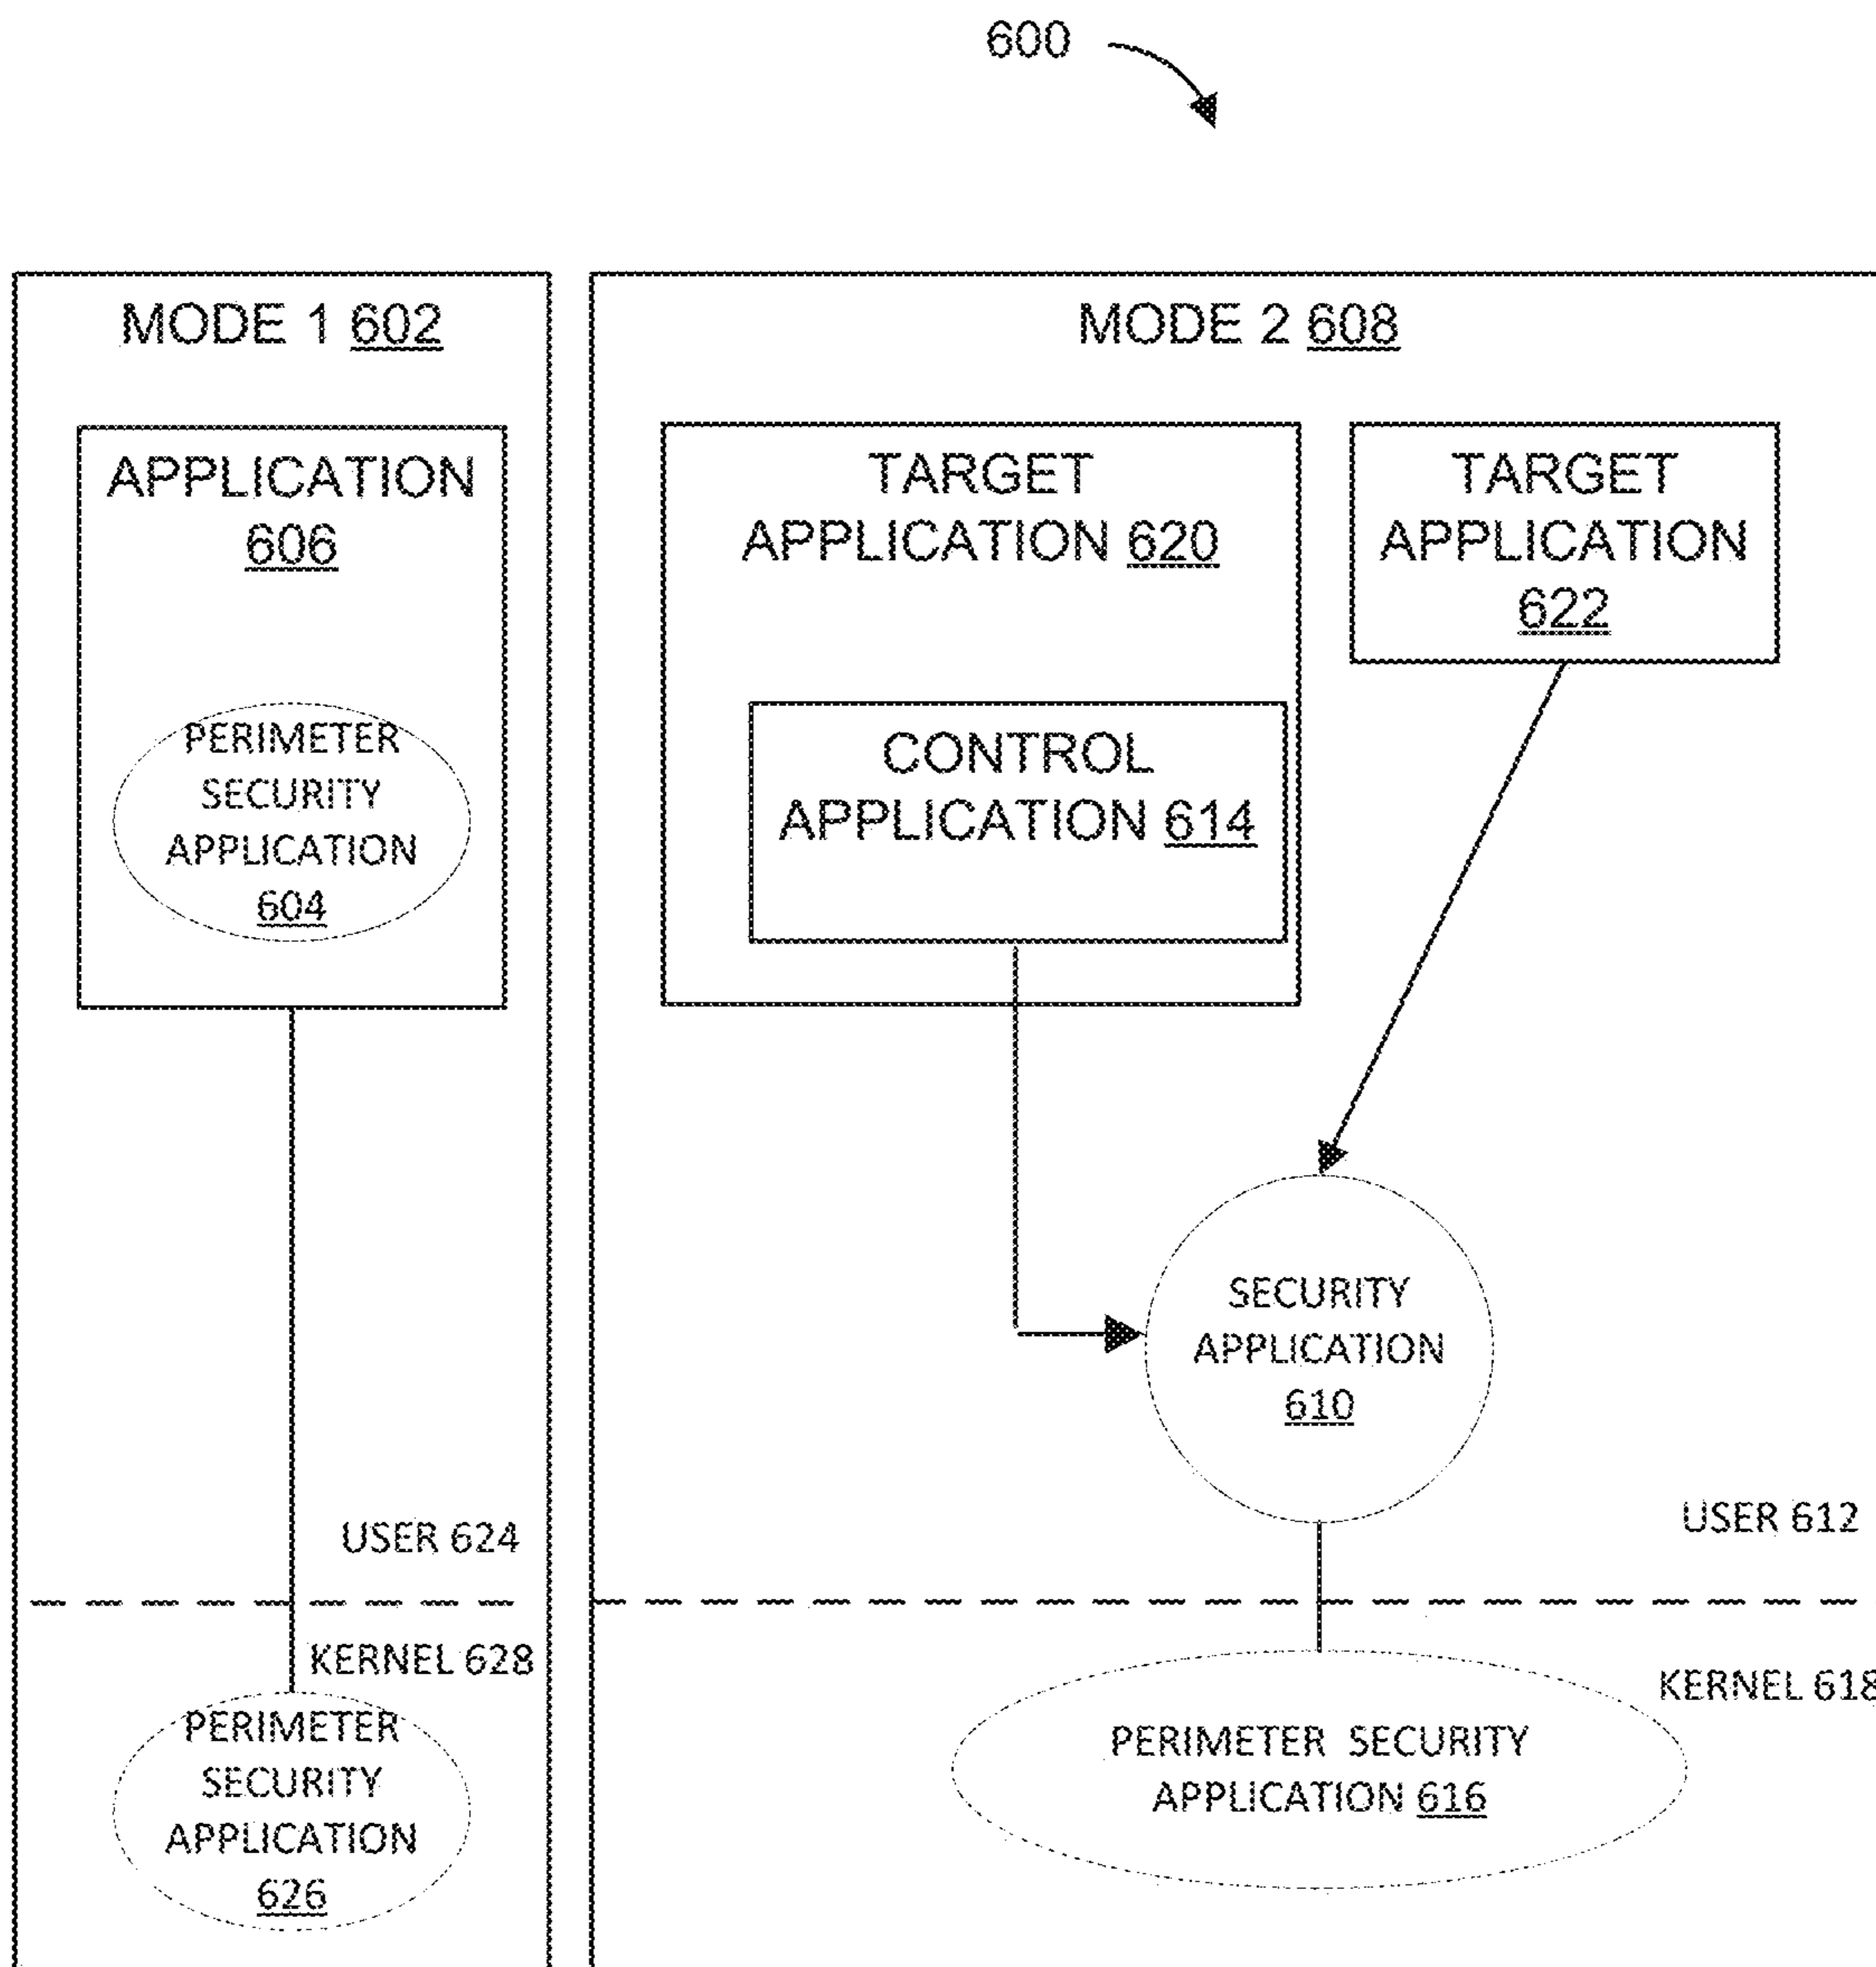 600
MODE 1 602
APPLICATION
606
PERIMETER
SECURITY
APPLICATION
604
USER 624
KERNEL 628
PERIMETER
SECURITY
APPLICATION
626
MODE 2 608
TARGET
APPLICATION 620
CONTROL
APPLICATION 614
TARGET
APPLICATION
622
SECURITY
APPLICATION
610
USER 612
KERNEL 618
PERIMETER SECURITY
APPLICATION 616